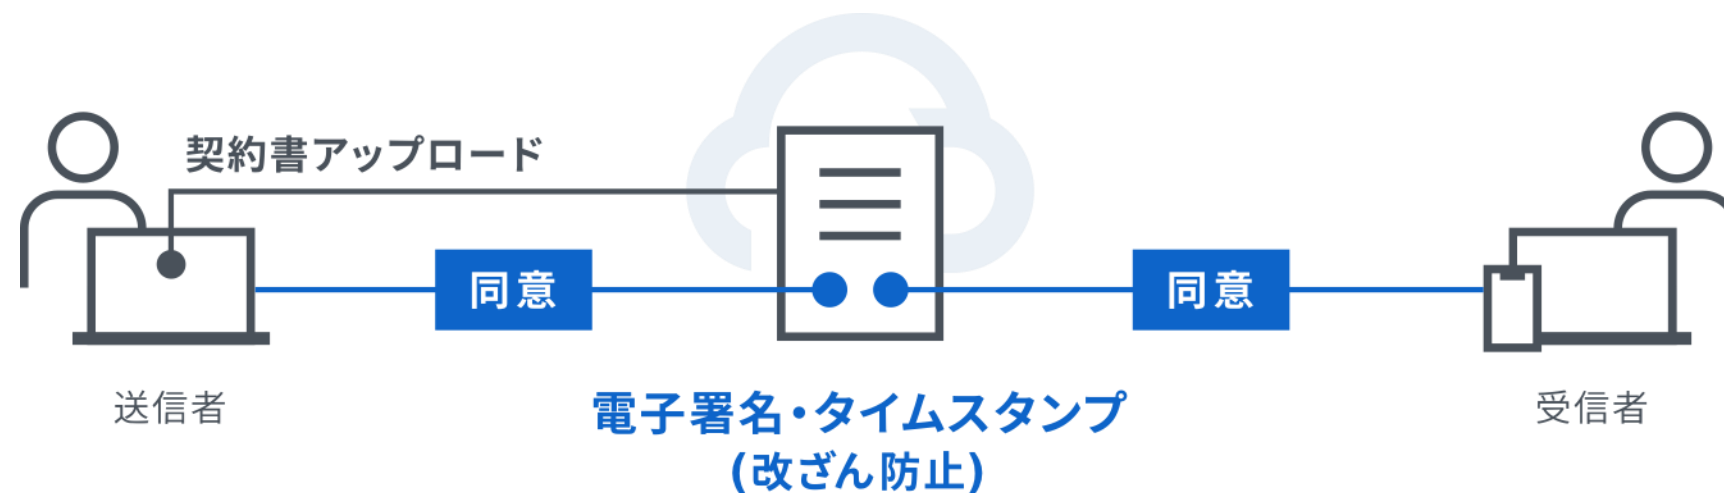 契約書アップロード
同意
同意
送信者
電子署名・タイムスタンプ
(改ざん防止)
受信者